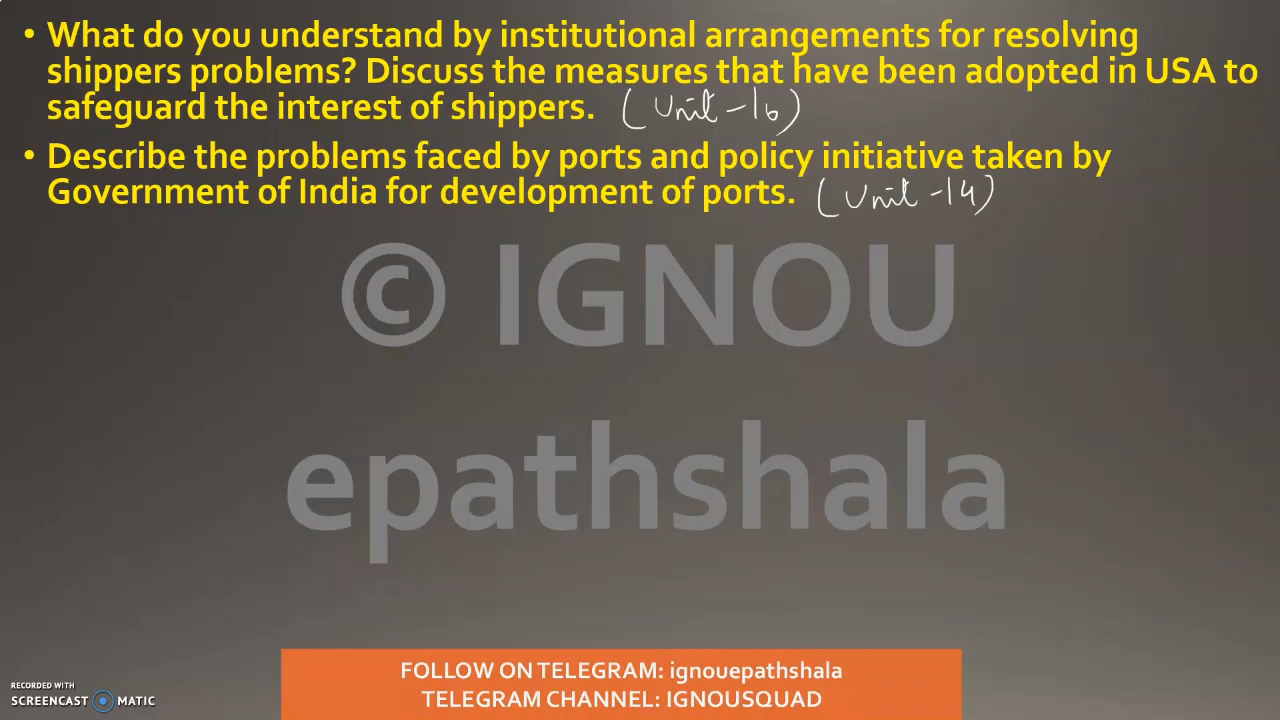 • What do you understand by institutional arrangements for resolving
shippers problems? Discuss the measures that have been adopted in USA to
safeguard the interest of shippers. (Unit-16)
• Describe the problems faced by ports and policy initiative taken by
Government of India for development of ports. (Unit-14)
© IGNOU
epathshala
FOLLOW ON TELEGRAM: ignouepathshala
TELEGRAM CHANNEL: IGNOUSQUAD
RECORDED WITH
SCREENCAST MATIC